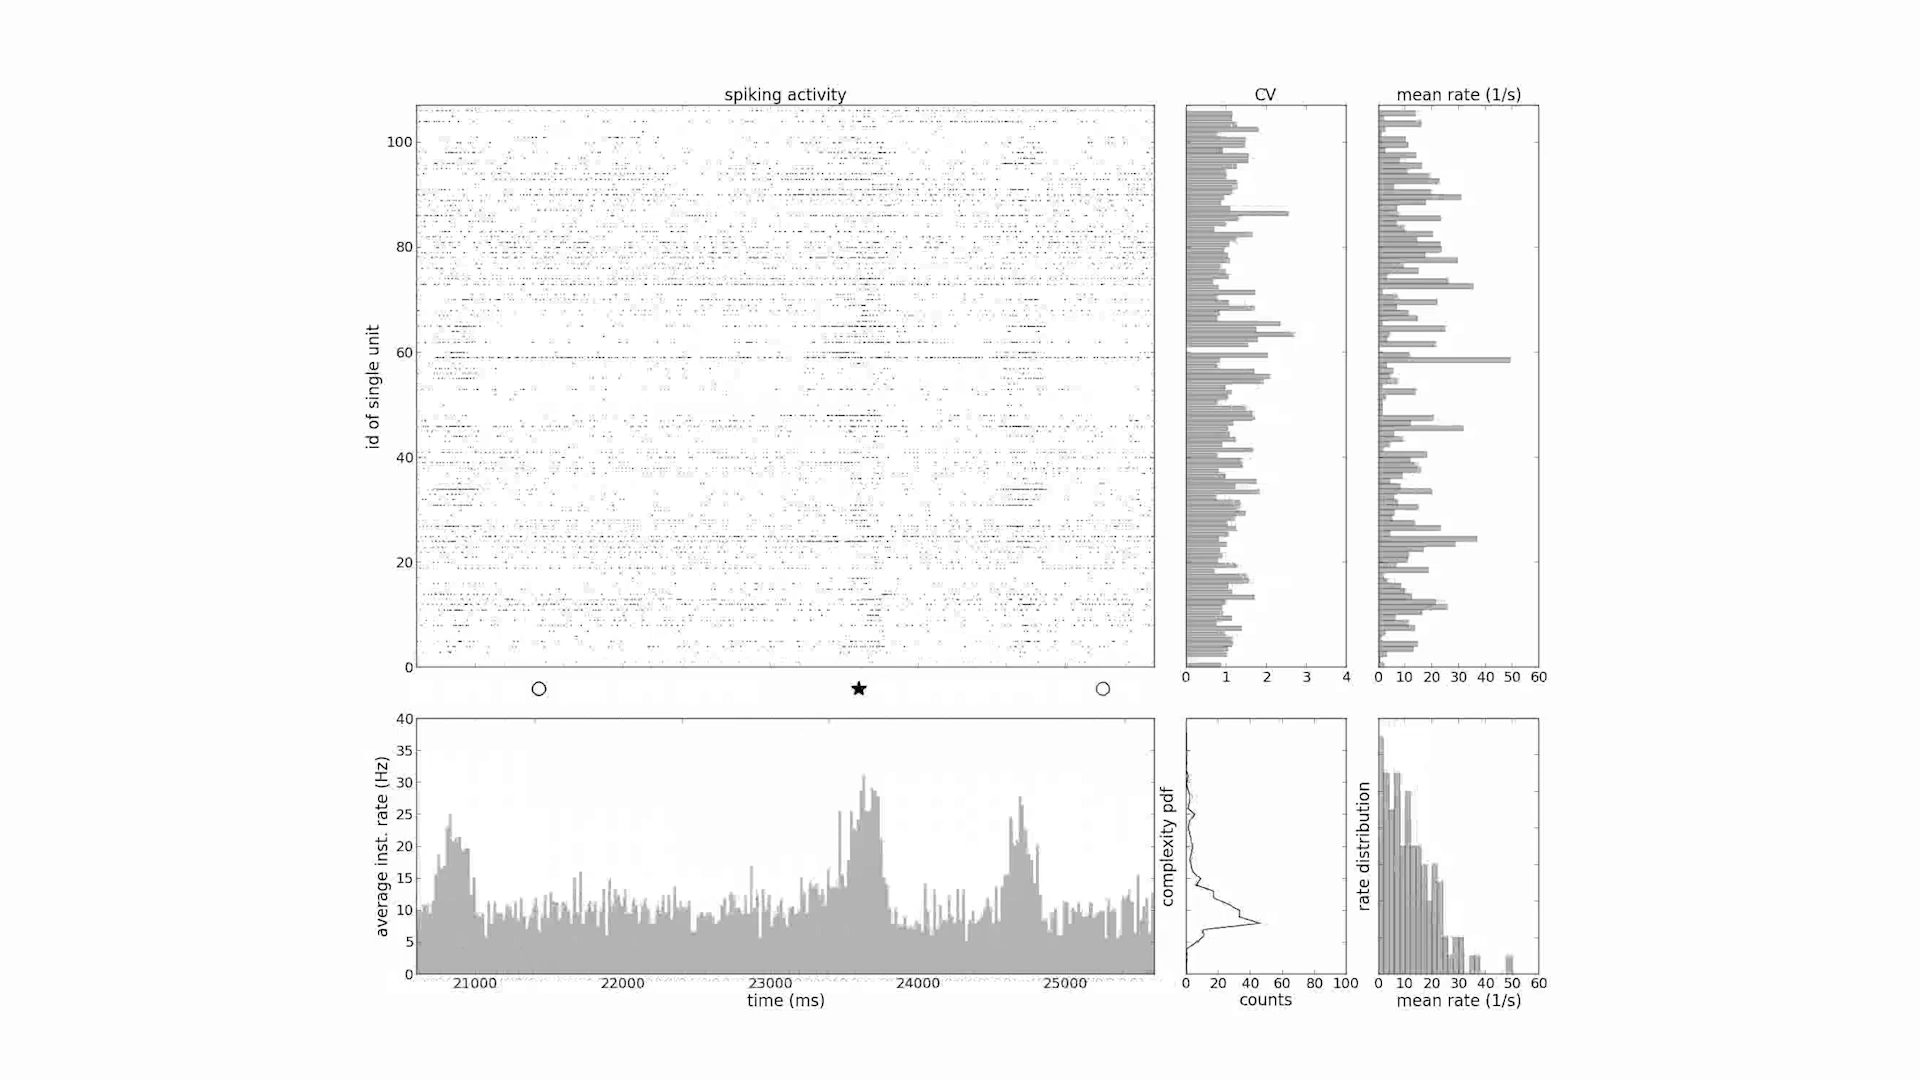 spiking activity
CV
mean rate (1/s)
id of single unit
100
80
60
40
20
0
0 1 2 3 4
0 10 20 30 40 50 60
average inst. rate (Hz)
40
35
30
25
20
15
10
5
0
21000 22000 23000 24000 25000
time (ms)
complexity pdf
0 20 40 60 80 100
counts
rate distribution
0 10 20 30 40 50 60
mean rate (1/s)